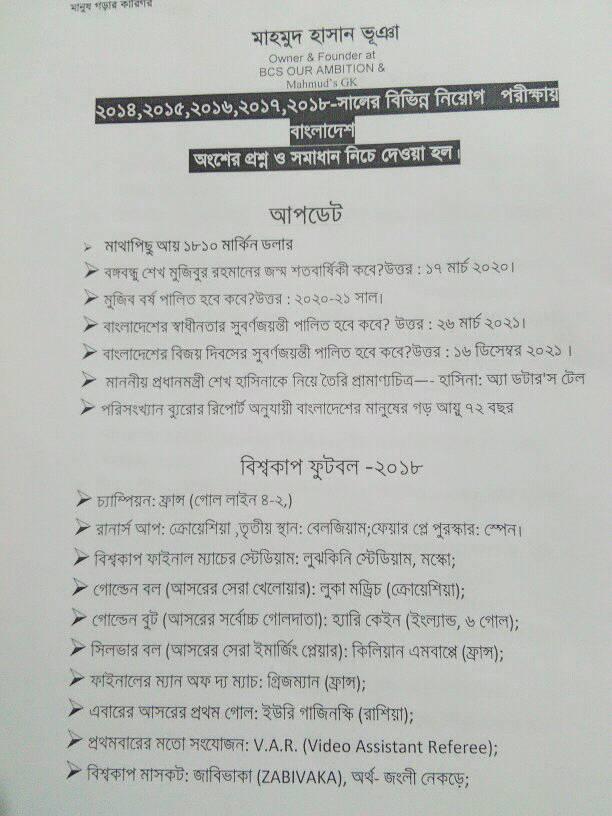 মানুষ গড়ার কারিগর
মাহমুদ হাসান ভূঞা
Owner & Founder at
BCS OUR AMBITION &
Mahmud's GK
২০১৪,২০১৫,২০১৬,২০১৭,২০১৮-সালের বিভিন্ন নিয়োগ পরীক্ষায়
বাংলাদেশ
অংশের প্রশ্ন ও সমাধান নিচে দেওয়া হল।
আপডেট
➢ মাথাপিছু আয় ১৮১০ মার্কিন ডলার
➢ বঙ্গবন্ধু শেখ মুজিবুর রহমানের জন্ম শতবার্ষিকী কবে?উত্তর : ১৭ মার্চ ২০২০।
➢ মুজিব বর্ষ পালিত হবে কবে?উত্তর : ২০২০-২১ সাল।
➢ বাংলাদেশের স্বাধীনতার সুবর্ণজয়ন্তী পালিত হবে কবে? উত্তর : ২৬ মার্চ ২০২১।
➢ বাংলাদেশের বিজয় দিবসের সুবর্ণজয়ন্তী পালিত হবে কবে?উত্তর : ১৬ ডিসেম্বর ২০২১ ।
➢ মাননীয় প্রধানমন্ত্রী শেখ হাসিনাকে নিয়ে তৈরি প্রামাণ্যচিত্র—- হাসিনা: অ্যা ডটার'স টেল
➢ পরিসংখ্যান ব্যুরোর রিপোর্ট অনুযায়ী বাংলাদেশের মানুষের গড় আয়ু ৭২ বছর
বিশ্বকাপ ফুটবল -২০১৮
➢ চ্যাম্পিয়ন: ফ্রান্স (গোল লাইন ৪-২,)
➢ রানার্স আপ: ক্রোয়েশিয়া ,তৃতীয় স্থান: বেলজিয়াম;ফেয়ার প্লে পুরস্কার: স্পেন।
➢ বিশ্বকাপ ফাইনাল ম্যাচের স্টেডিয়াম: লুঝকিনি স্টেডিয়াম, মস্কো;
➢ গোল্ডেন বল (আসরের সেরা খেলোয়ার): লুকা মড্রিচ (ক্রোয়েশিয়া);
➢ গোল্ডেন বুট (আসরের সর্বোচ্চ গোলদাতা): হ্যারি কেইন (ইংল্যান্ড, ৬ গোল);
➢ সিলভার বল (আসরের সেরা ইমার্জিং প্লেয়ার): কিলিয়ান এমবাপ্পে (ফ্রান্স);
➢ ফাইনালের ম্যান অফ দ্য ম্যাচ: গ্রিজম্যান (ফ্রান্স);
➢ এবারের আসরের প্রথম গোল: ইউরি গাজিনস্কি (রাশিয়া);
➢ প্রথমবারের মতো সংযোজন: V.A.R. (Video Assistant Referee);
➢ বিশ্বকাপ মাসকট: জাবিভাকা (ZABIVAKA), অর্থ- জংলী নেকড়ে;